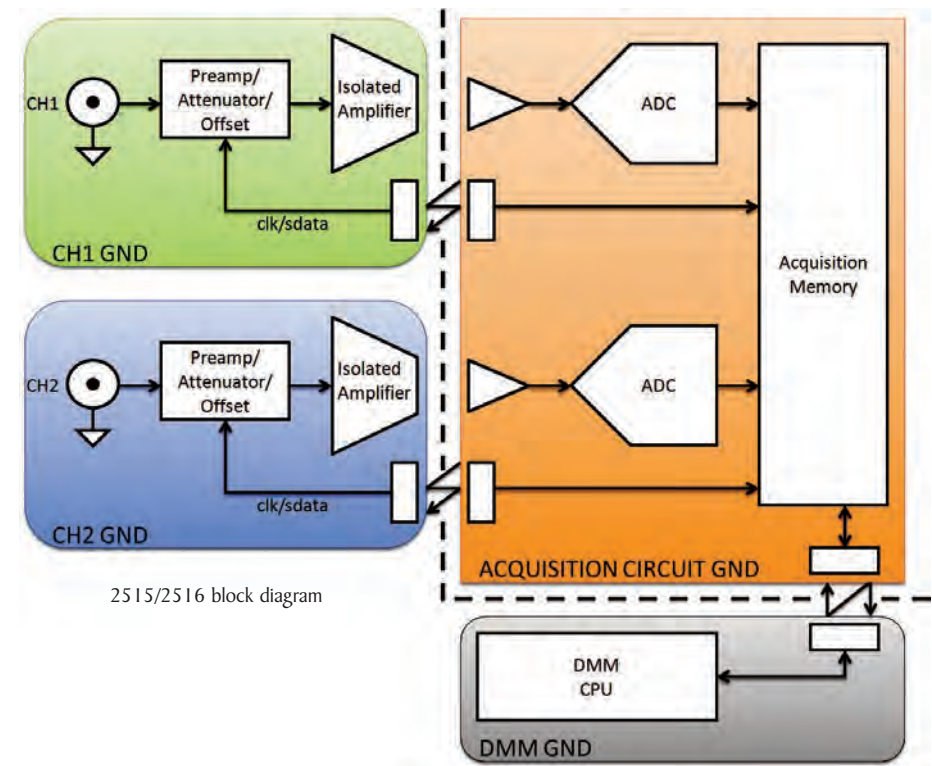 CH1
Preamp/
Attenuator/
Offset
Isolated
Amplifier
clk/sdata
CH1 GND
ADC
Acquisition
Memory
CH2
Preamp/
Attenuator/
Offset
Isolated
Amplifier
clk/sdata
CH2 GND
ADC
ACQUISITION CIRCUIT GND
2515/2516 block diagram
DMM
CPU
DMM GND